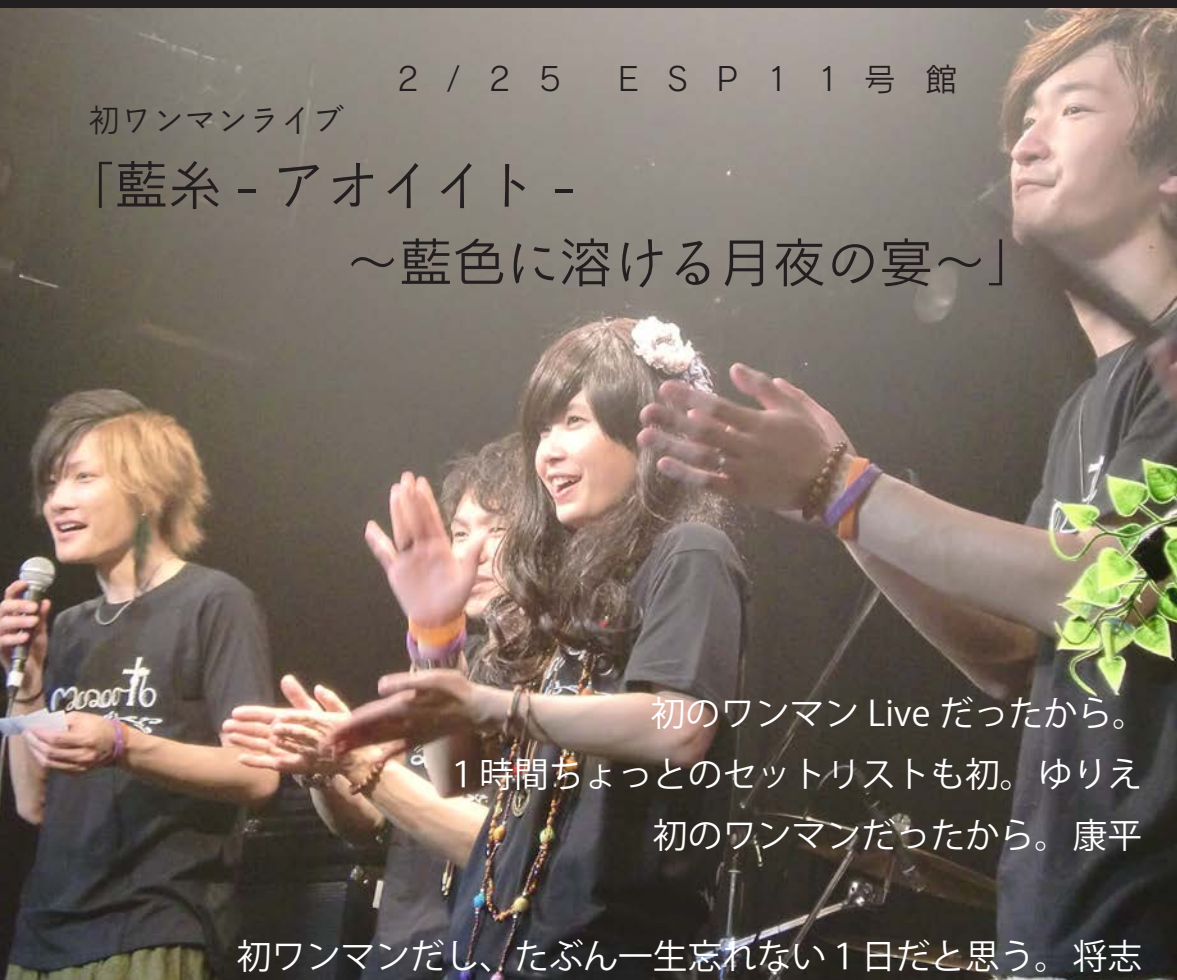 2/25 ESP11号館
初ワンマンライブ
「藍糸 - アオイイト -
～藍色に溶ける月夜の宴～」
初のワンマン Live だったから。
1時間ちょっとのセットリストも初。 ゆりえ
初のワンマンだったから。 康平
初ワンマンだし、たぶん一生忘れない1日だと思う。 将志